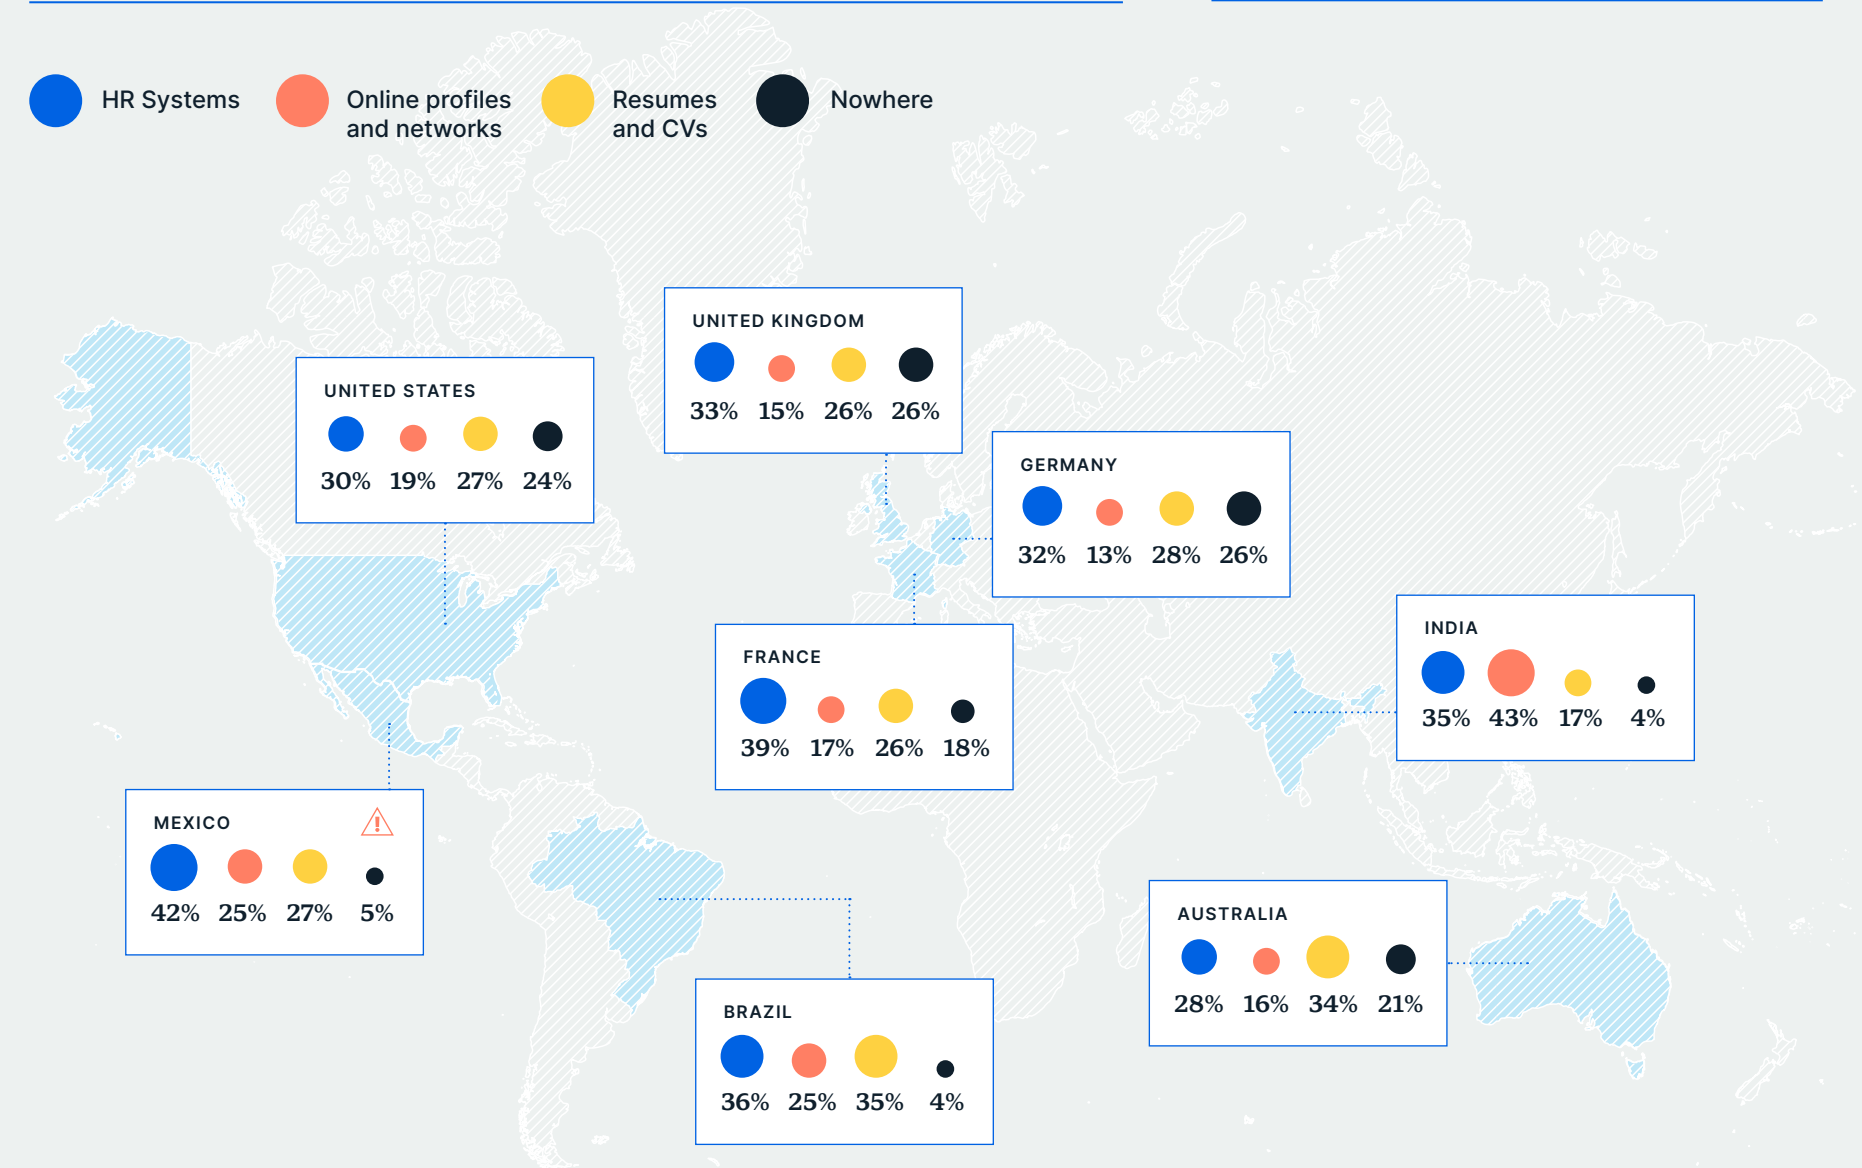 HR Systems
Online profiles
and networks
Resumes
and CVs
Nowhere
UNITED KINGDOM
33% 15% 26% 26%
UNITED STATES
30% 19% 27% 24%
GERMANY
32% 13% 28% 26%
FRANCE
39% 17% 26% 18%
INDIA
35% 43% 17% 4%
MEXICO
42% 25% 27% 5%
AUSTRALIA
28% 16% 34% 21%
BRAZIL
36% 25% 35% 4%